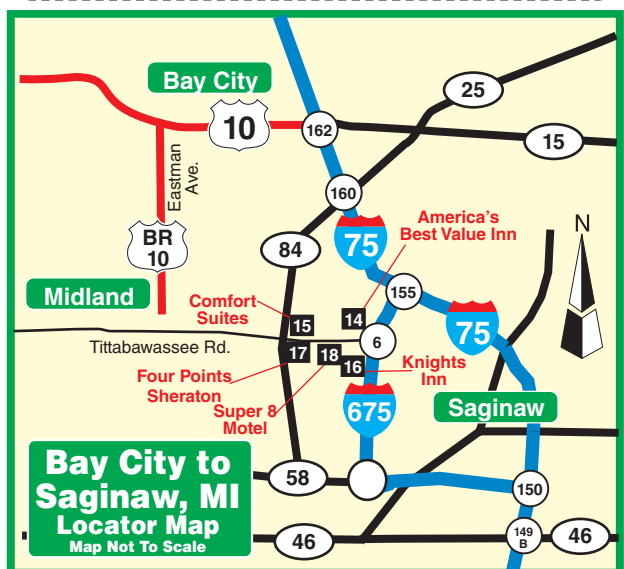 Bay City
25
10
162
15
Eastman
Ave.
160
America's
Best Value Inn
N
BR
10
84
75
Midland
155
Comfort
Suites
15
14
75
6
Tittabawassee Rd.
17
18
16
Knights
Inn
Four Points
Sheraton
Super 8
Motel
675
Saginaw
Bay City to
Saginaw, MI
Locator Map
Map Not To Scale
58
150
46
149
B
46